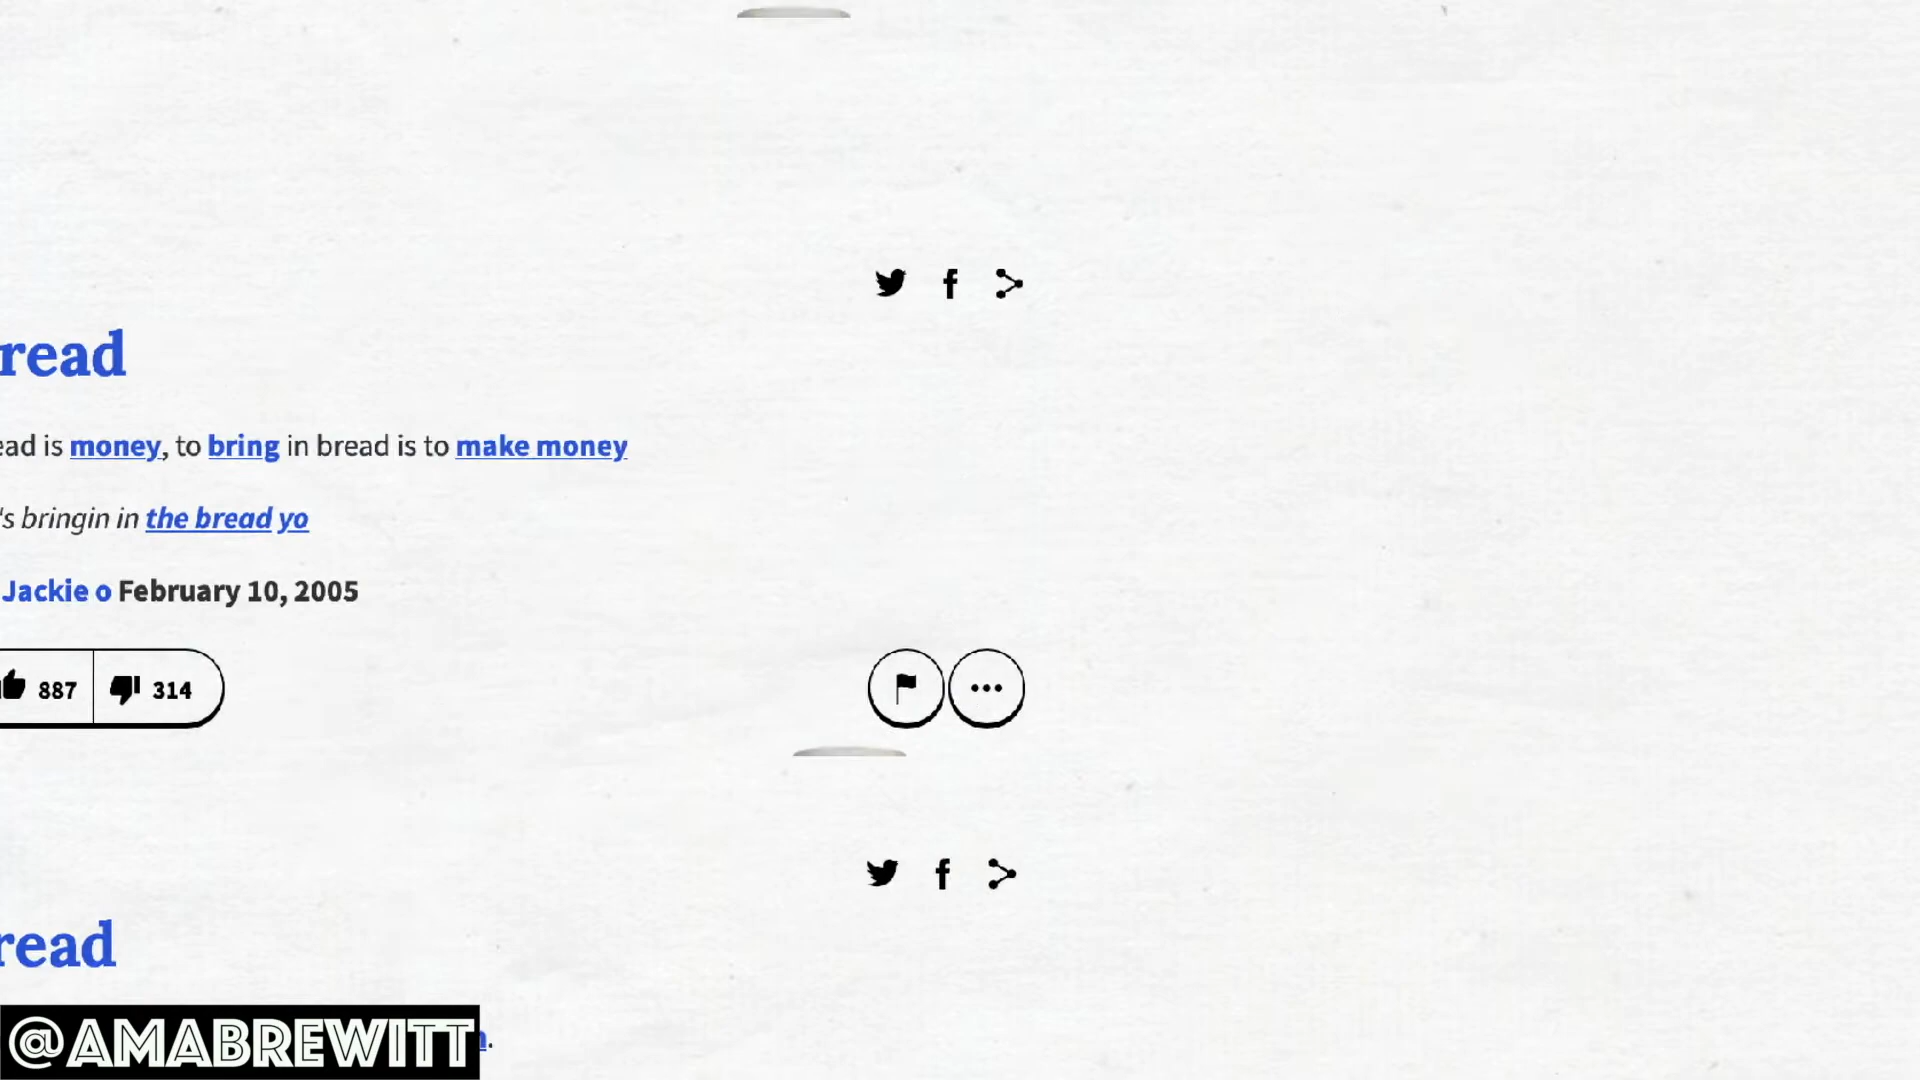 read
ead is money, to bring in bread is to make money
's bringin in the bread yo
Jackie o February 10, 2005
887 314
read
@AMABREWITT